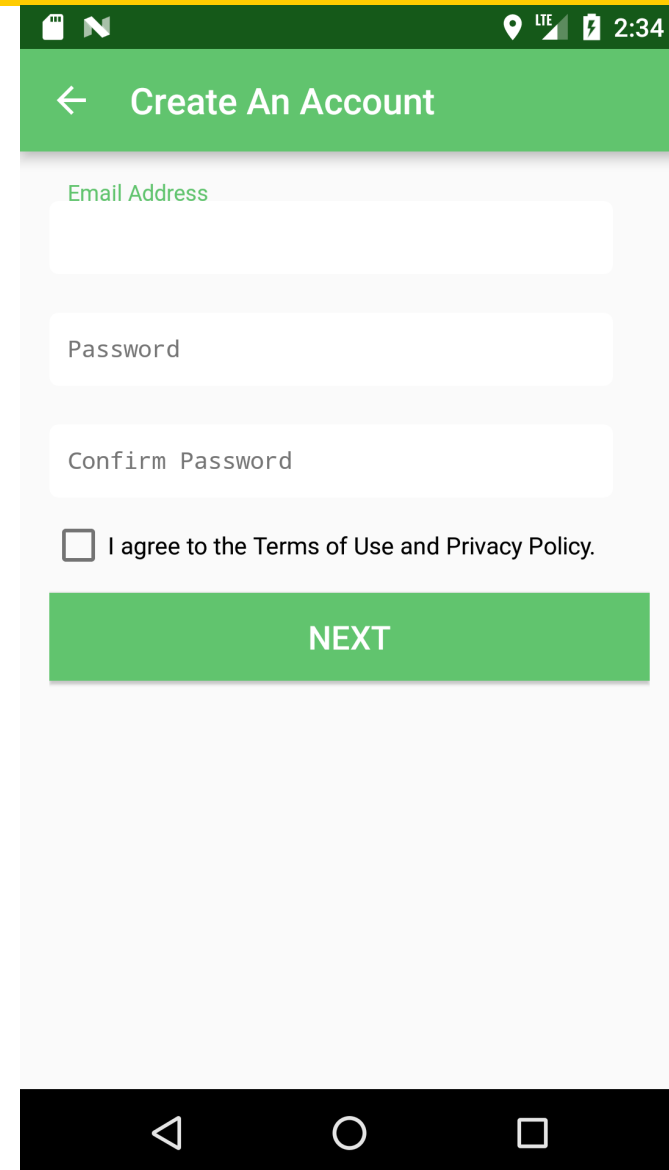 LTE 2:34
Create An Account
Email Address
Password
Confirm Password
I agree to the Terms of Use and Privacy Policy.
NEXT